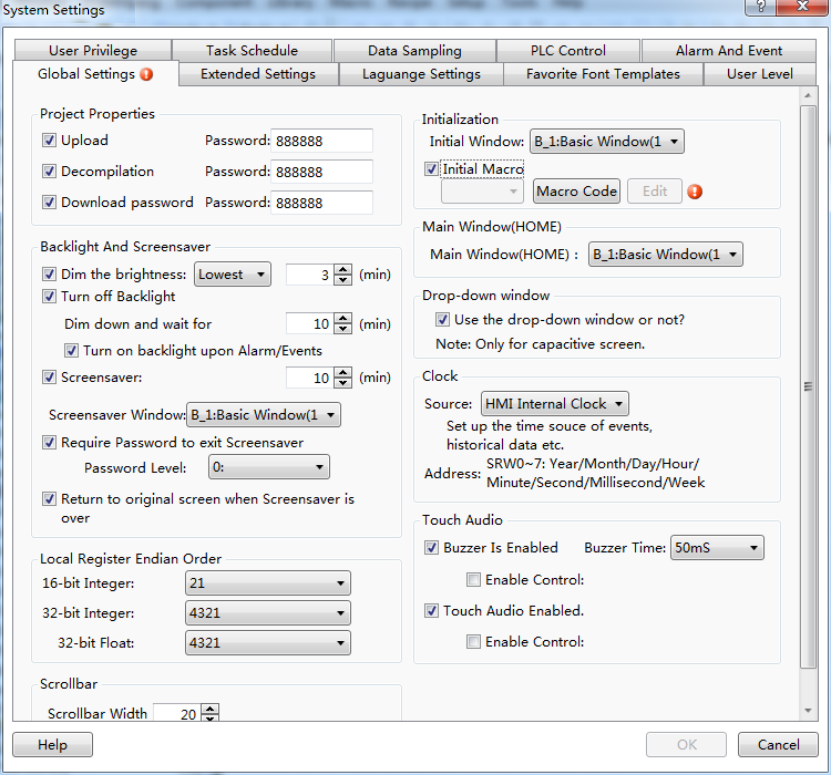 System Settings
User Privilege
Task Schedule
Data Sampling
PLC Control
Alarm And Event
Global Settings
Extended Settings
Laguange Settings
Favorite Font Templates
User Level
Project Properties
Upload Password: 888888
Decompilation Password: 888888
Download password Password: 888888
Backlight And Screensaver
Dim the brightness: Lowest 3 (min)
Turn off Backlight
Dim down and wait for 10 (min)
Turn on backlight upon Alarm/Events
Screensaver: 10 (min)
Screensaver Window: B_1:Basic Window(1
Require Password to exit Screensaver
Password Level: 0:
Return to original screen when Screensaver is
over
Local Register Endian Order
16-bit Integer: 21
32-bit Integer: 4321
32-bit Float: 4321
Scrollbar
Scrollbar Width 20
Initialization
Initial Window: B_1:Basic Window(1
Initial Macro
Macro Code Edit
Main Window(HOME)
Main Window(HOME) : B_1:Basic Window(1
Drop-down window
Use the drop-down window or not?
Note: Only for capacitive screen.
Clock
Source: HMI Internal Clock
Set up the time souce of events,
historical data etc.
Address: SRW0~7: Year/Month/Day/Hour/
Minute/Second/Millisecond/Week
Touch Audio
Buzzer Is Enabled Buzzer Time: 50mS
Enable Control:
Touch Audio Enabled.
Enable Control:
Help
OK
Cancel